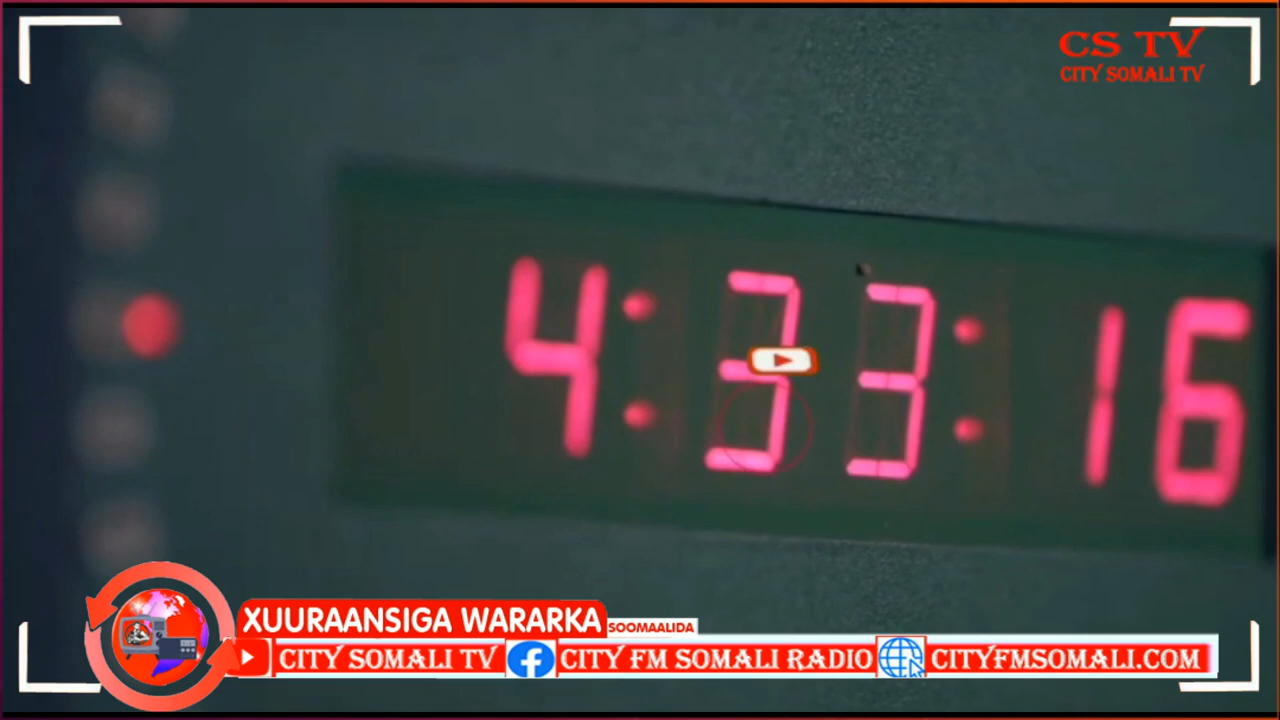 CS TV
CITY SOMALI TV
4:33:16
XUURAANSIGA WARARKA
SOOMAALIDA
CITY SOMALI TV CITY FM SOMALI RADIO CITYFMSOMALI.COM